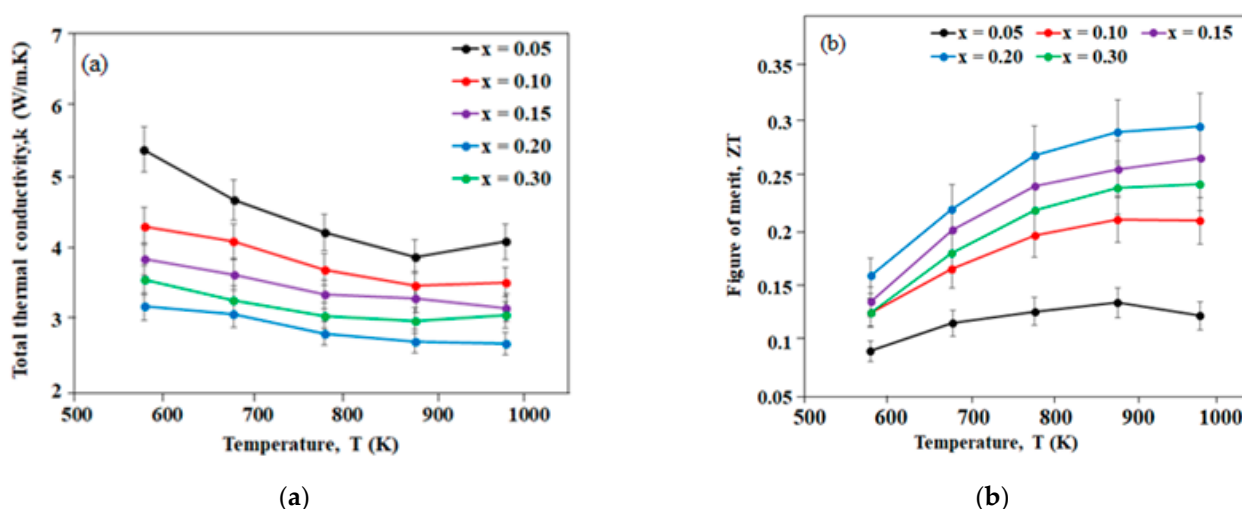 (a)
x = 0.05
x = 0.10
x = 0.15
x = 0.20
x = 0.30
Total thermal conductivity,k (W/m.K)
7
6
5
4
3
2
500 600 700 800 900 1000
Temperature, T (K)
(a)
(b)
x = 0.05 x = 0.10 x = 0.15
x = 0.20 x = 0.30
Figure of merit, ZT
0.35
0.3
0.25
0.2
0.15
0.1
0.05
500 600 700 800 900 1000
Temperature, T (K)
(b)